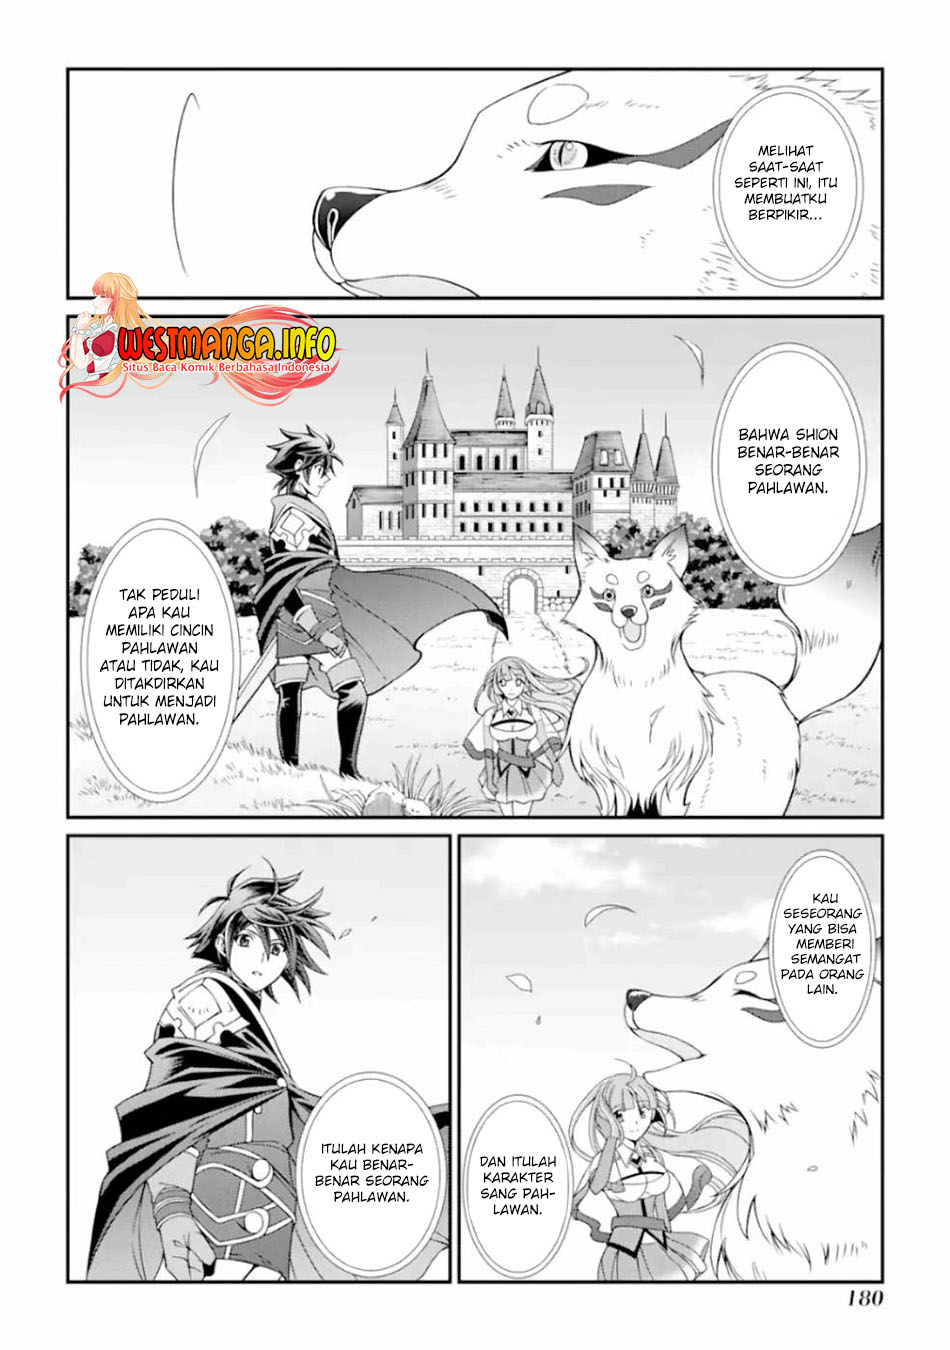 MELIHAT
SAAT-SAAT
SEPERTI INI, ITU
MEMBUATKU
BERPIKIR...
WESTMANGA.INFO
Situs Baca Komik Berbahasa Indonesia
BAHWA SHION
BENAR-BENAR
SEORANG
PAHLAWAN.
TAK PEDULI
APA KAU
MEMILIKI CINCIN
PAHLAWAN
ATAU TIDAK, KAU
DITAKDIRKAN
UNTUK MENJADI
PAHLAWAN.
KAU
SESEORANG
YANG BISA
MEMBERI
SEMANGAT
PADA ORANG
LAIN.
DAN ITULAH
KARAKTER
SANG PAH-
LAWAN.
ITULAH KENAPA
KAU BENAR-
BENAR SEORANG
PAHLAWAN.
180